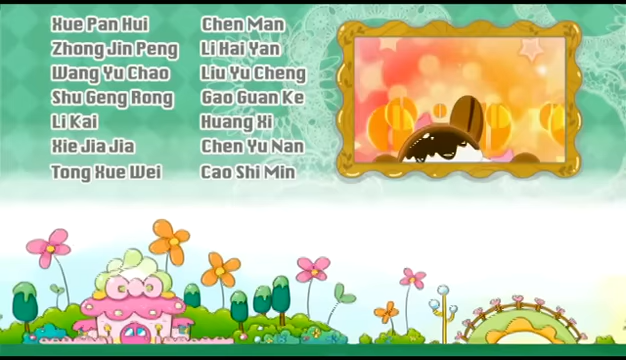 Xue Pan Hui Chen Man
Zhong Jin Peng Li Hai Yan
Wang Yu Chao Liu Yu Cheng
Shu Geng Rong Gao Guan Ke
Li Kai Huang Xi
Xie Jia Jia Chen Yu Nan
Tong Xue Wei Cao Shi Min